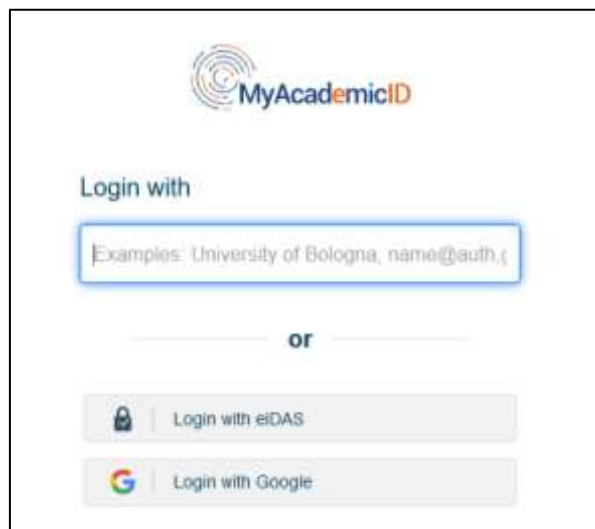 MyAcademicID
Login with
Examples: University of Bologna, name@auth.g
or
Login with eIDAS
Login with Google